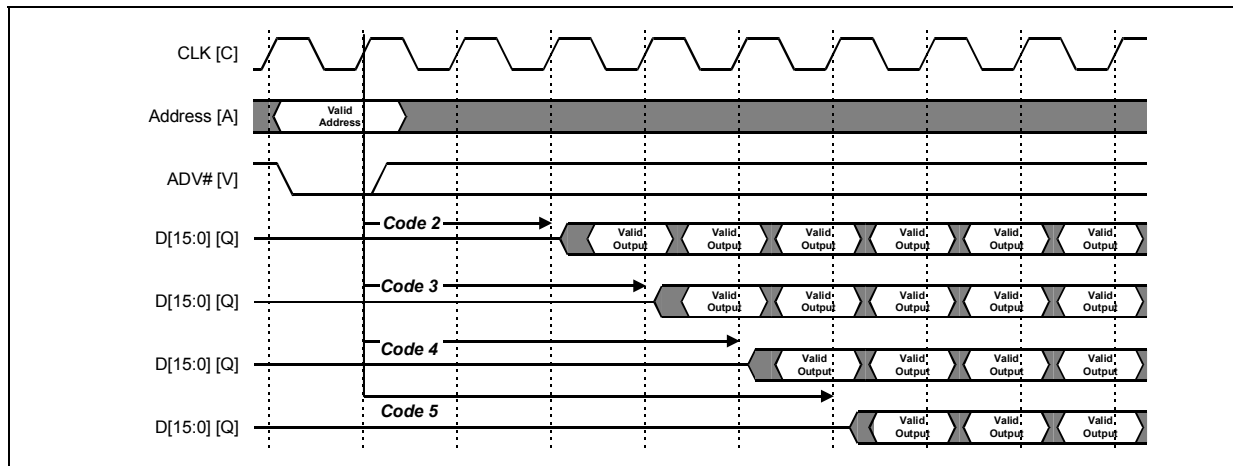 CLK [C]
Address [A]
Valid
Address
ADV# [V]
Code 2
D[15:0] [Q]
Valid
Output
Valid
Output
Valid
Output
Valid
Output
Valid
Output
Valid
Output
Code 3
D[15:0] [Q]
Valid
Output
Valid
Output
Valid
Output
Valid
Output
Valid
Output
Code 4
D[15:0] [Q]
Valid
Output
Valid
Output
Valid
Output
Valid
Output
Code 5
D[15:0] [Q]
Valid
Output
Valid
Output
Valid
Output